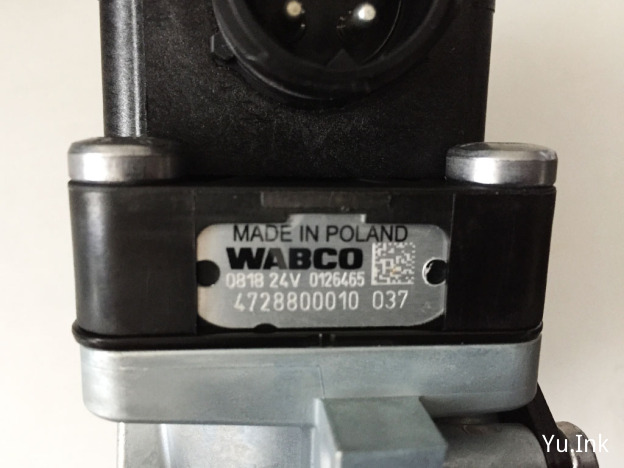 MADE IN POLAND
WABCO
0818 24V 0126465
4728800010 037
Yu.Ink